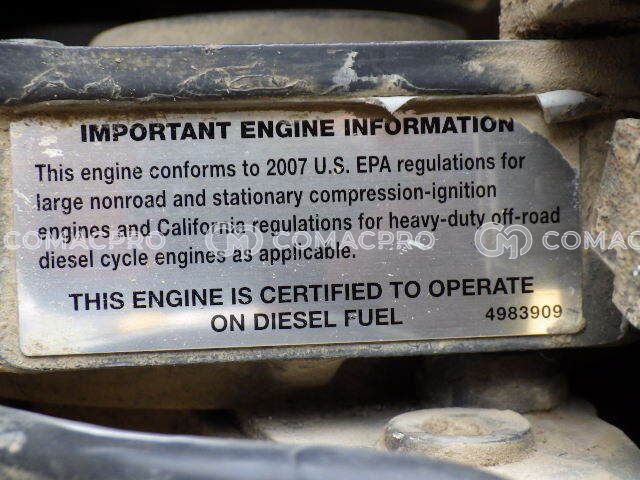 IMPORTANT ENGINE INFORMATION
This engine conforms to 2007 U.S. EPA regulations for
large nonroad and stationary compression-ignition
engines and California regulations for heavy-duty off-road
COMACPRO COMACPRO COMACPRO
diesel cycle engines as applicable.
THIS ENGINE IS CERTIFIED TO OPERATE
ON DIESEL FUEL 4983909